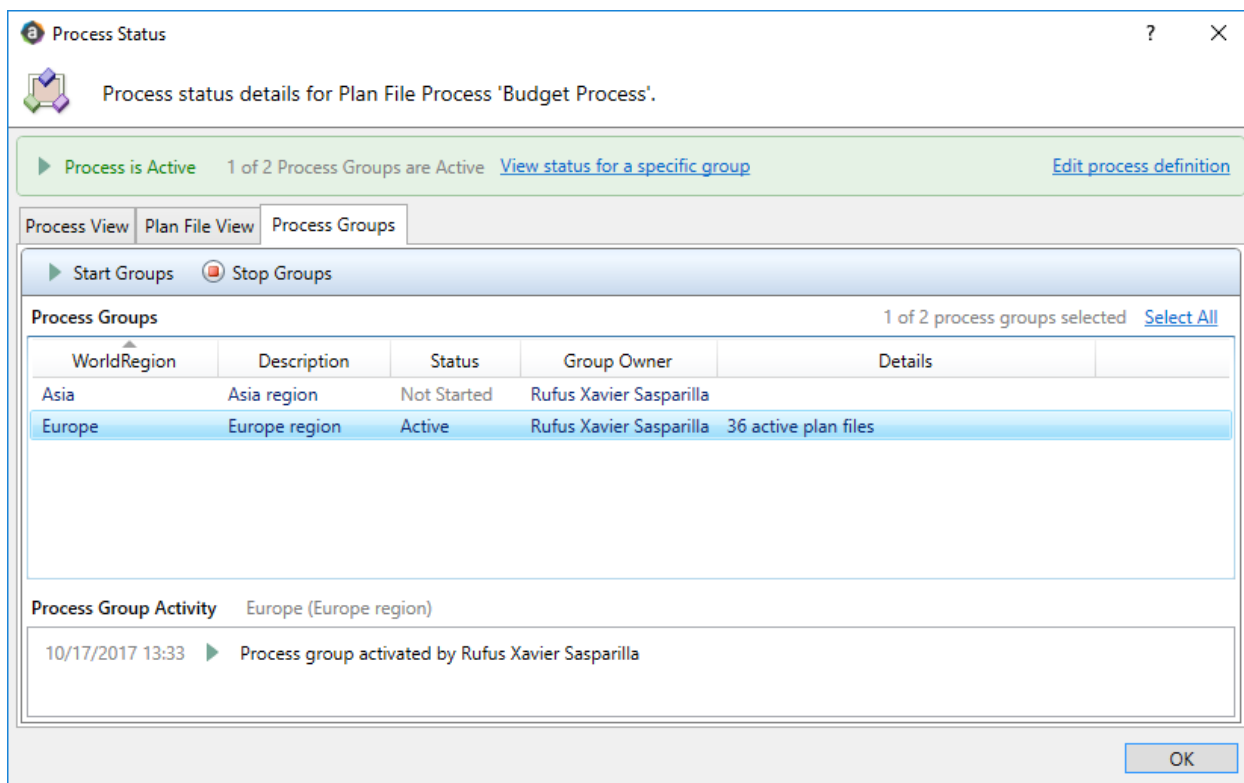 Process Status ?
Process status details for Plan File Process 'Budget Process'.
Process is Active 1 of 2 Process Groups are Active View status for a specific group Edit process definition
Process View Plan File View Process Groups
Start Groups Stop Groups
Process Groups 1 of 2 process groups selected Select All
WorldRegion Description Status Group Owner Details
Asia Asia region Not Started Rufus Xavier Sasparilla
Europe Europe region Active Rufus Xavier Sasparilla 36 active plan files
Process Group Activity Europe (Europe region)
10/17/2017 13:33 Process group activated by Rufus Xavier Sasparilla
OK